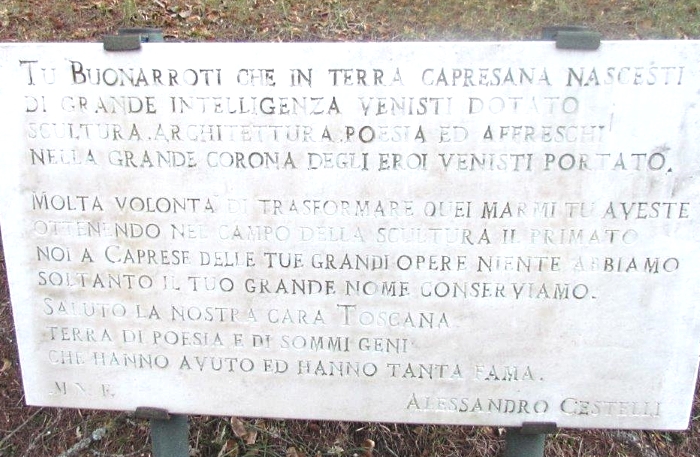 TU BUONARROTI CHE IN TERRA CAPRESANA NASCESTI
DI GRANDE INTELLIGENZA VENISTI DOTATO
SCULTURA.ARCHITETTURA.POESIA ED AFFRESCHI
NELLA GRANDE CORONA DEGLI EROI VENISTI PORTATO.
MOLTA VOLONTA' DI TRASFORMARE QUEI MARMI TU AVESTE
OTTENENDO NEL CAMPO DELLA SCULTURA IL PRIMATO
NOI A CAPRESE DELLE TUE GRANDI OPERE NIENTE ABBIAMO
SOLTANTO IL TUO GRANDE NOME CONSERVIAMO.
SALUTO LA NOSTRA CARA TOSCANA
TERRA DI POESIA E DI SOMMI GENI
CHE HANNO AVUTO ED HANNO TANTA FAMA.
ALESSANDRO CESTELLI